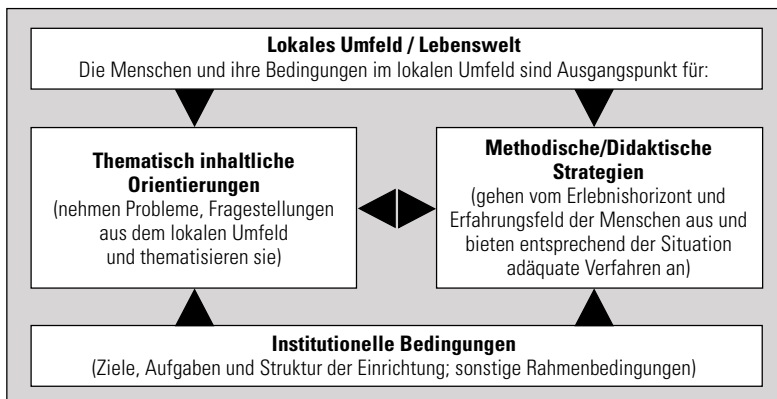 Lokales Umfeld / Lebenswelt
Die Menschen und ihre Bedingungen im lokalen Umfeld sind Ausgangspunkt für:
Thematisch inhaltliche
Orientierungen
(nehmen Probleme, Fragestellungen
aus dem lokalen Umfeld
und thematisieren sie)
Methodische/Didaktische
Strategien
(gehen vom Erlebnishorizont und
Erfahrungsfeld der Menschen aus und
bieten entsprechend der Situation
adäquate Verfahren an)
Institutionelle Bedingungen
(Ziele, Aufgaben und Struktur der Einrichtung; sonstige Rahmenbedingungen)